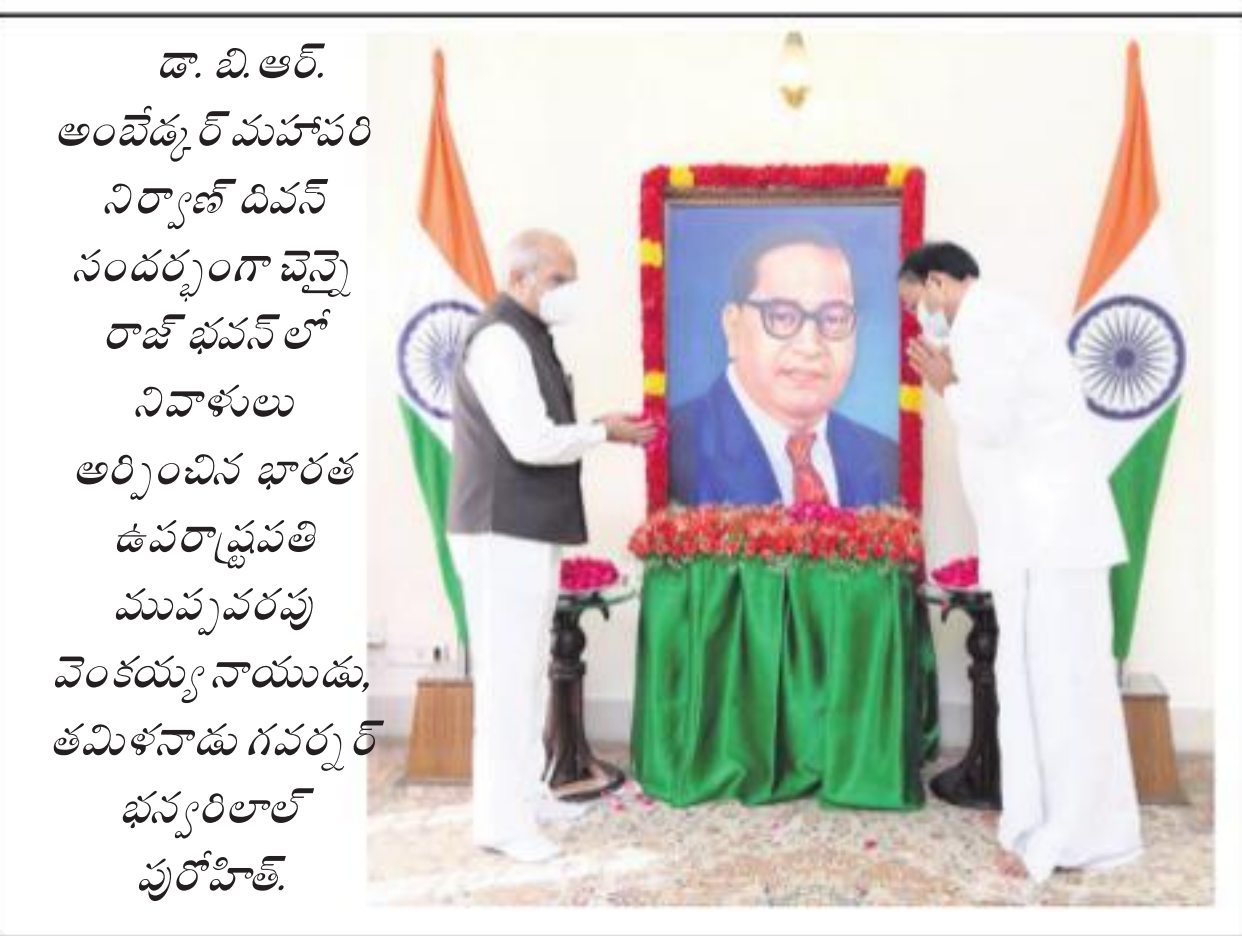 డా. బి. ఆర్.
అంబేడ్కర్ మహాపరి
నిర్వాణ్ దివస్
సందర్భంగా చెన్నై
రాజ్ భవన్ లో
నివాళులు
అర్పించిన భారత
ఉపరాష్ట్రపతి
ముప్పవరపు
వెంకయ్య నాయుడు,
తమిళనాడు గవర్నర్
భన్వరిలాల్
పురోహిత్.